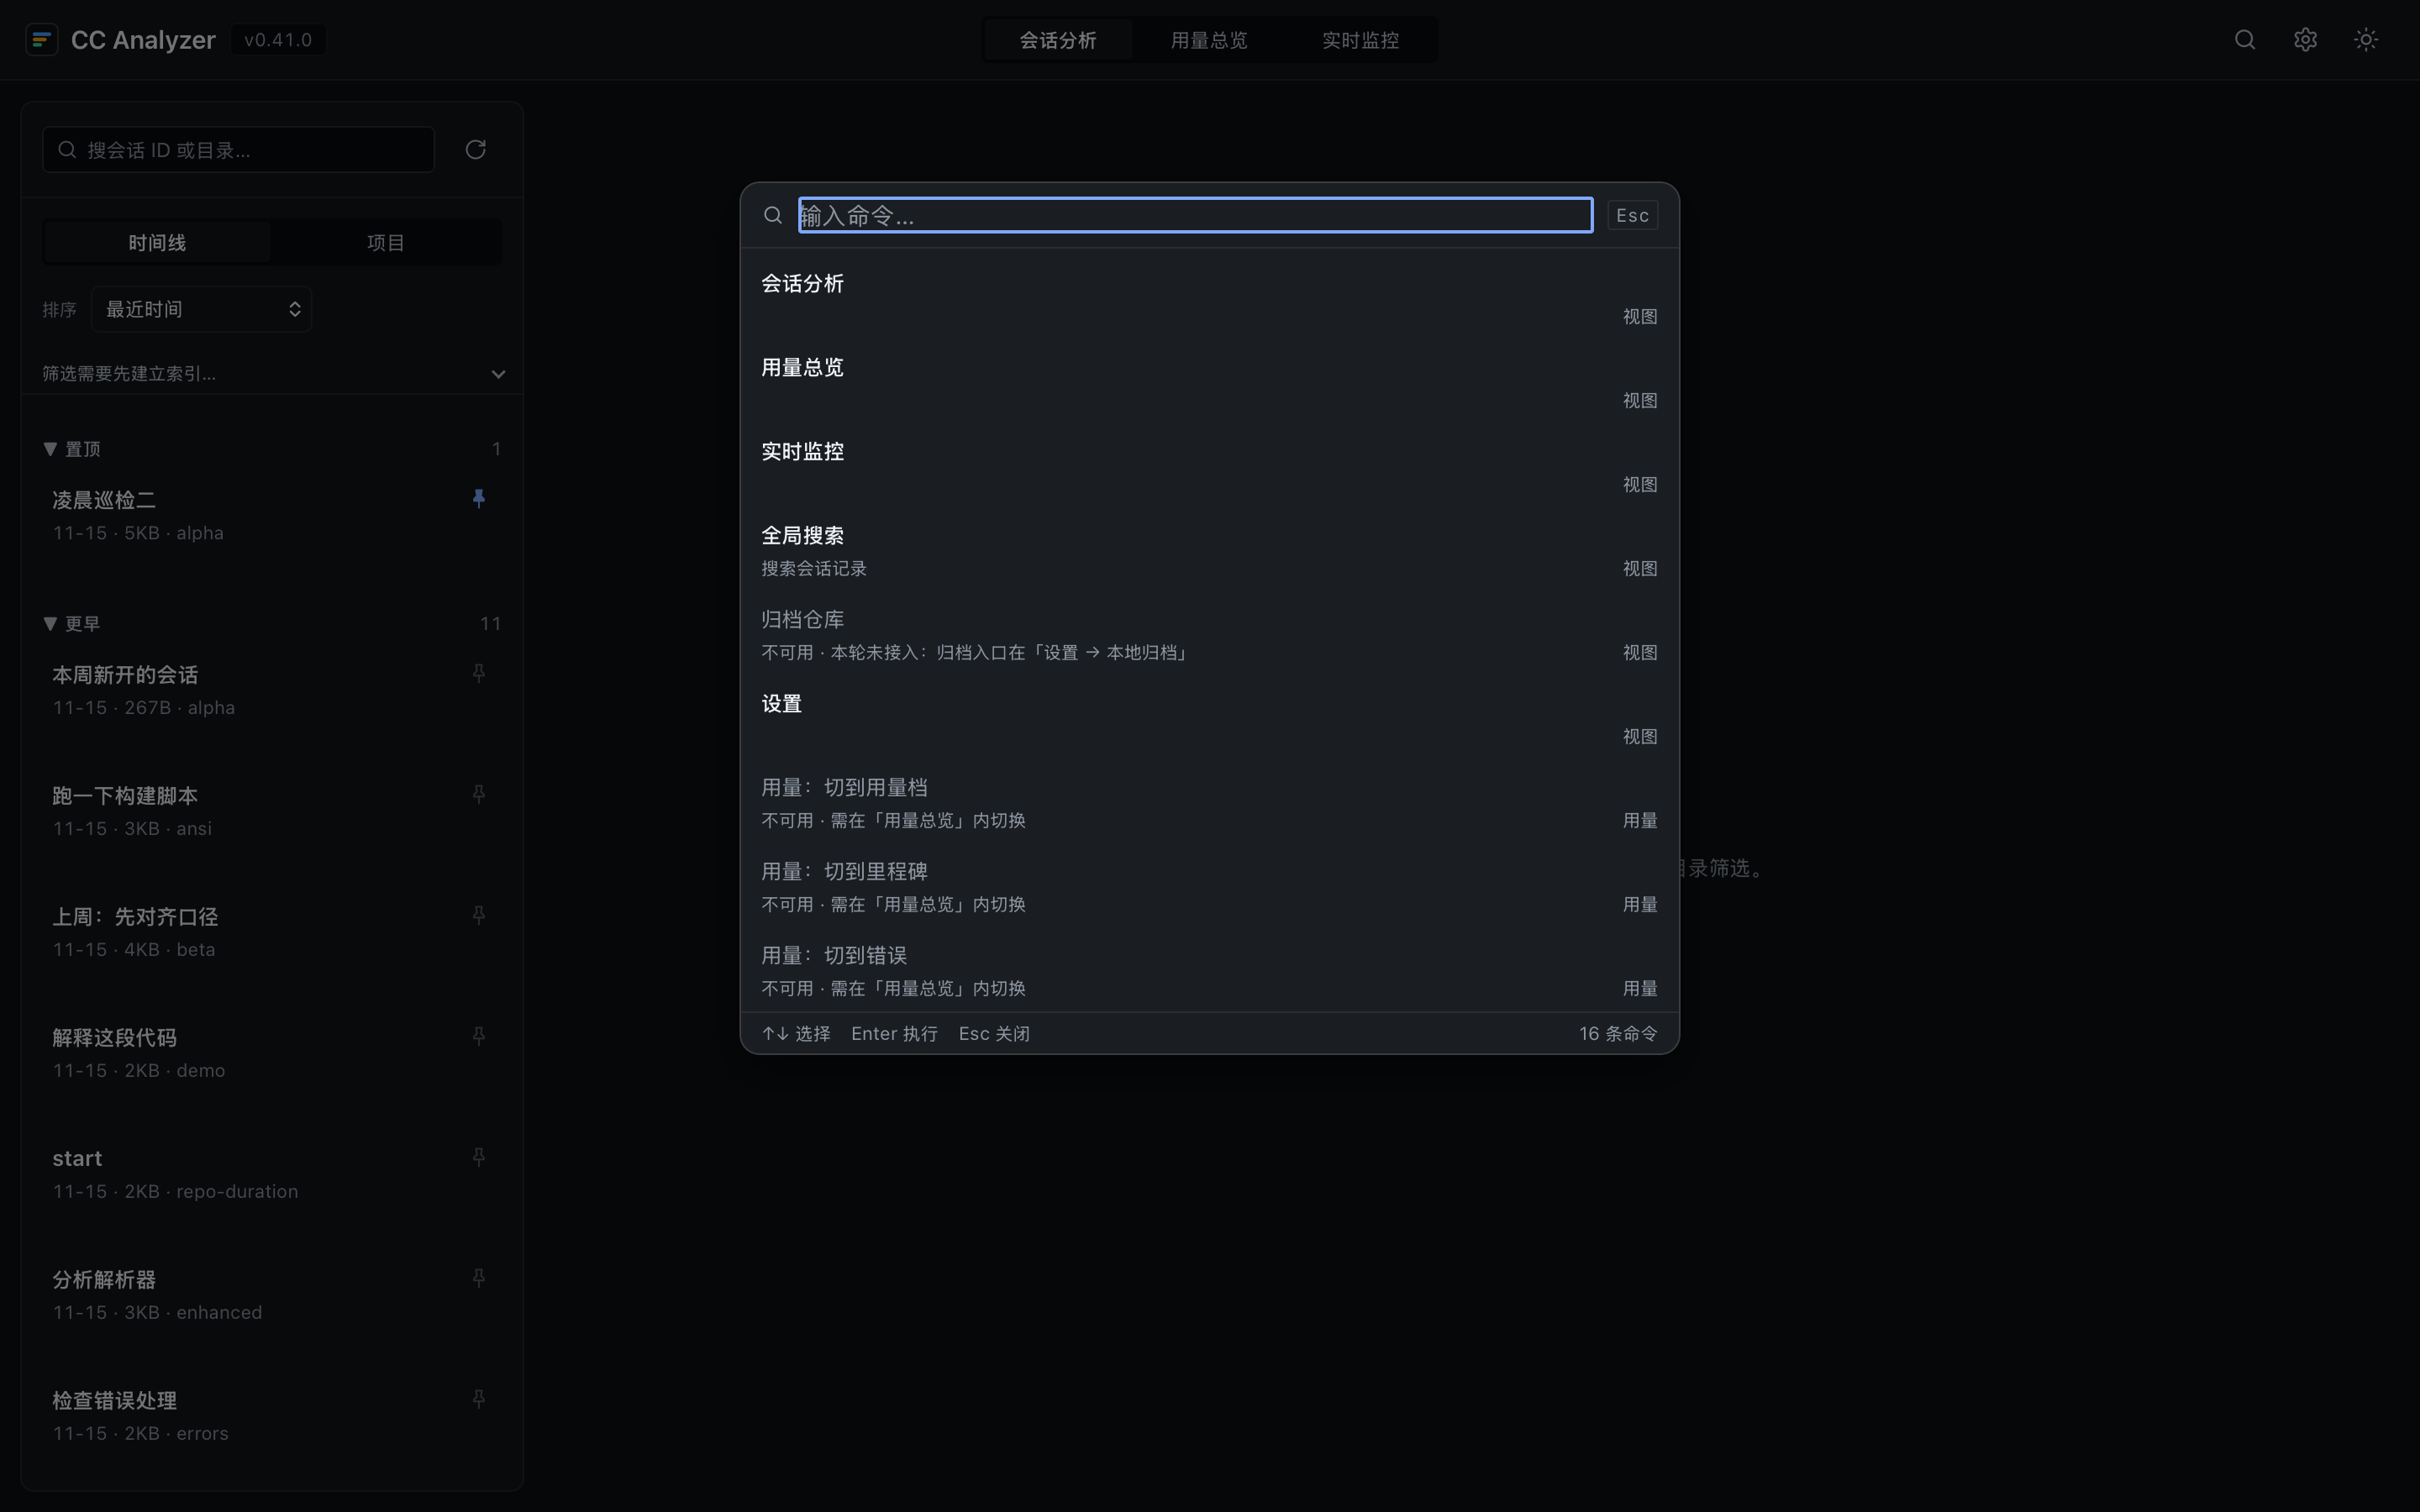 CC Analyzer v0.41.0
会话分析 用量总览 实时监控
搜会话 ID 或目录...
时间线 项目
排序 最近时间
筛选需要先建立索引...
置顶 1
凌晨巡检二
11-15 · 5KB · alpha
更早 11
本周新开的会话
11-15 · 267B · alpha
跑一下构建脚本
11-15 · 3KB · ansi
上周：先对齐口径
11-15 · 4KB · beta
解释这段代码
11-15 · 2KB · demo
start
11-15 · 2KB · repo-duration
分析解析器
11-15 · 3KB · enhanced
检查错误处理
11-15 · 2KB · errors
输入命令...
Esc
会话分析
视图
用量总览
视图
实时监控
视图
全局搜索
搜索会话记录 视图
归档仓库
不可用 · 本轮未接入：归档入口在「设置 → 本地归档」 视图
设置
视图
用量：切到用量档
不可用 · 需在「用量总览」内切换 用量
用量：切到里程碑
不可用 · 需在「用量总览」内切换 用量
用量：切到错误
不可用 · 需在「用量总览」内切换 用量
↑↓ 选择 Enter 执行 Esc 关闭 16 条命令
录筛选。